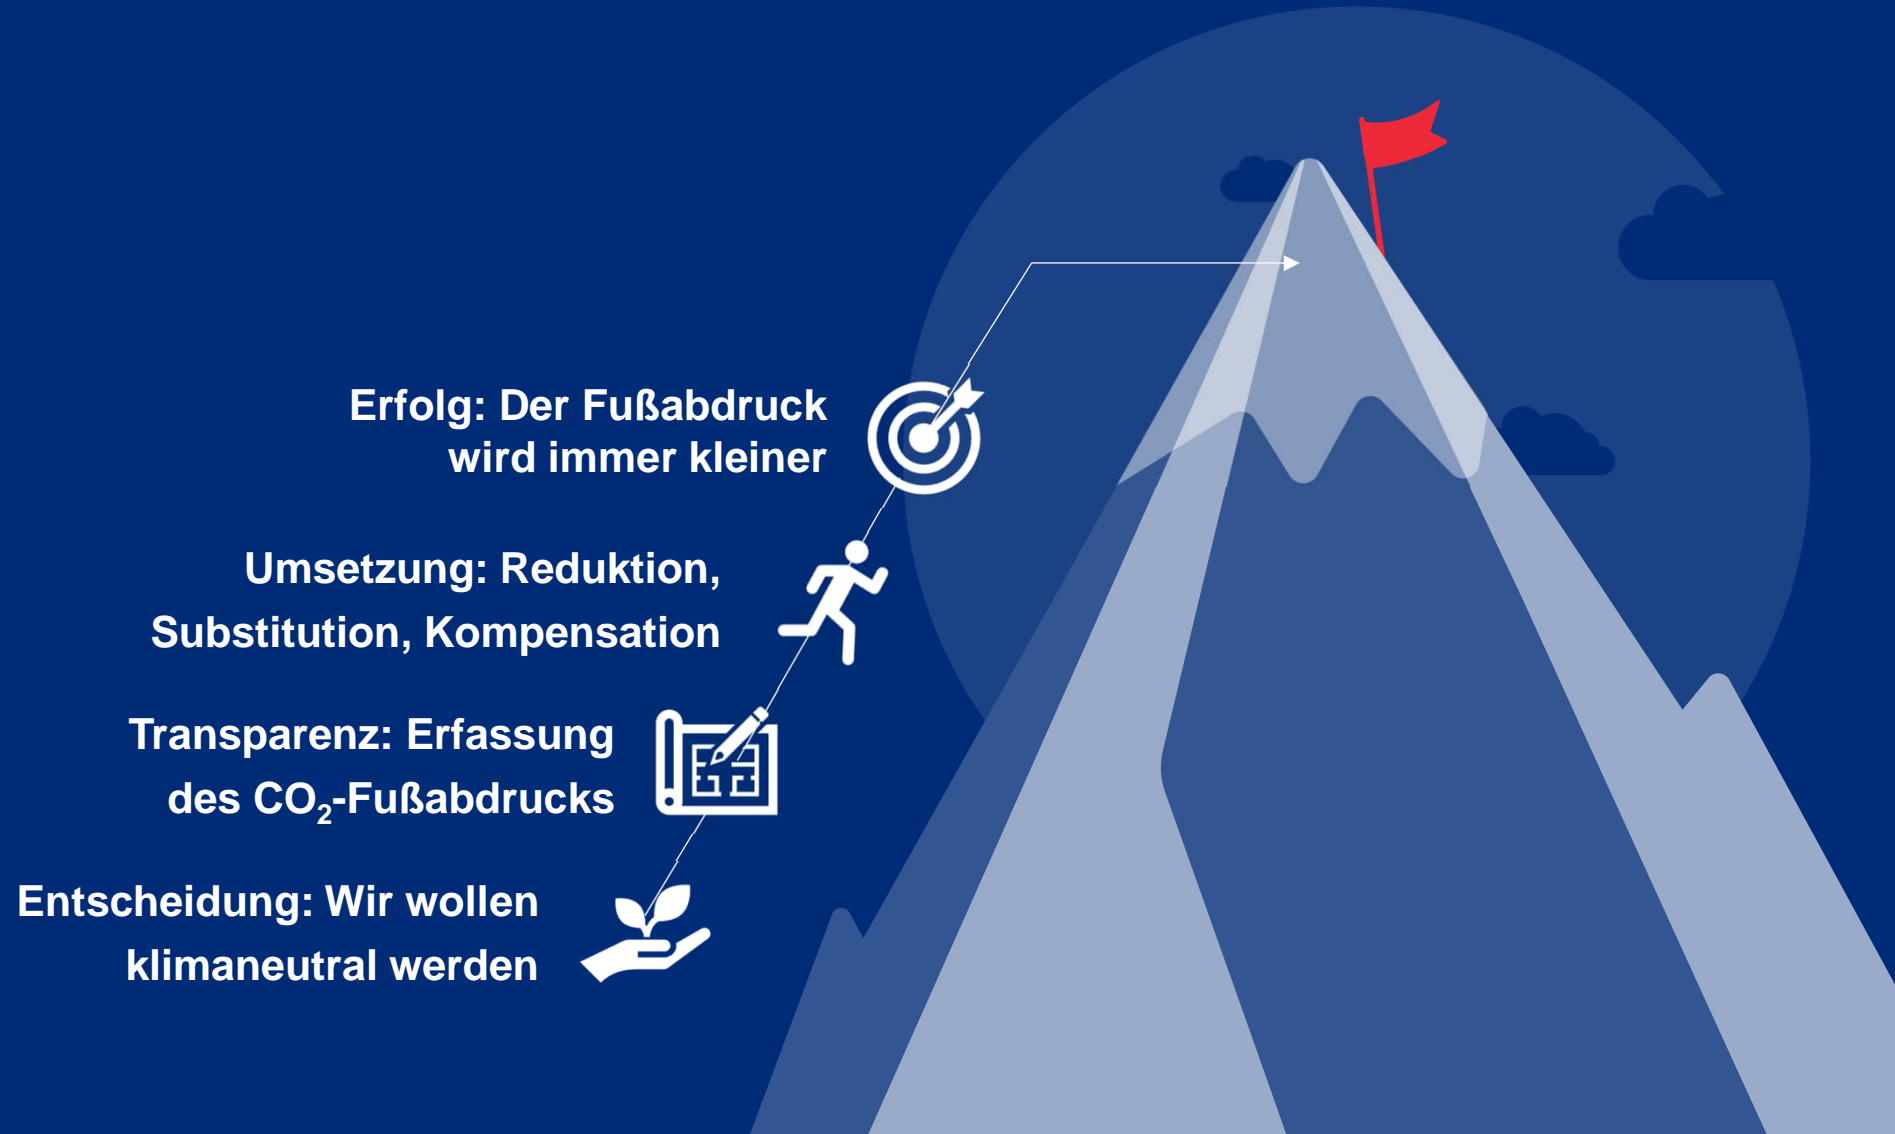 Erfolg: Der Fußabdruck
wird immer kleiner
Umsetzung: Reduktion,
Substitution, Kompensation
Transparenz: Erfassung
des CO₂-Fußabdrucks
Entscheidung: Wir wollen
klimaneutral werden